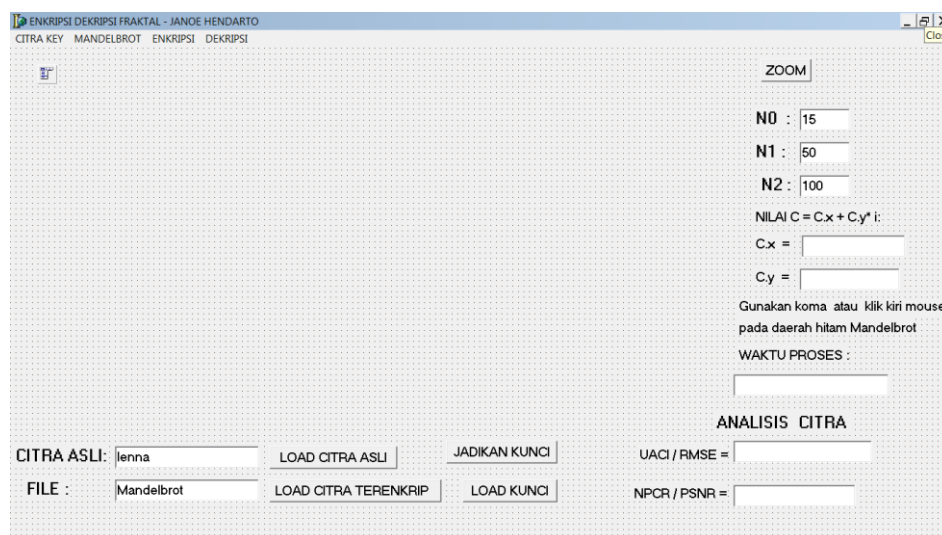 ENKRIPSI DEKRIPSI FRAKTAL - JANOE HENDARTO
CITRA KEY MANDELBROT ENKRIPSI DEKRIPSI
Clos
ZOOM
N0 : 15
N1 : 50
N2 : 100
NILAI C = C.x + C.y* i:
C.x =
C.y =
Gunakan koma atau klik kiri mouse
pada daerah hitam Mandelbrot
WAKTU PROSES :
ANALISIS CITRA
CITRA ASLI: lenna LOAD CITRA ASLI JADIKAN KUNCI UACI / RMSE =
FILE : Mandelbrot LOAD CITRA TERENKRIP LOAD KUNCI NPCR / PSNR =